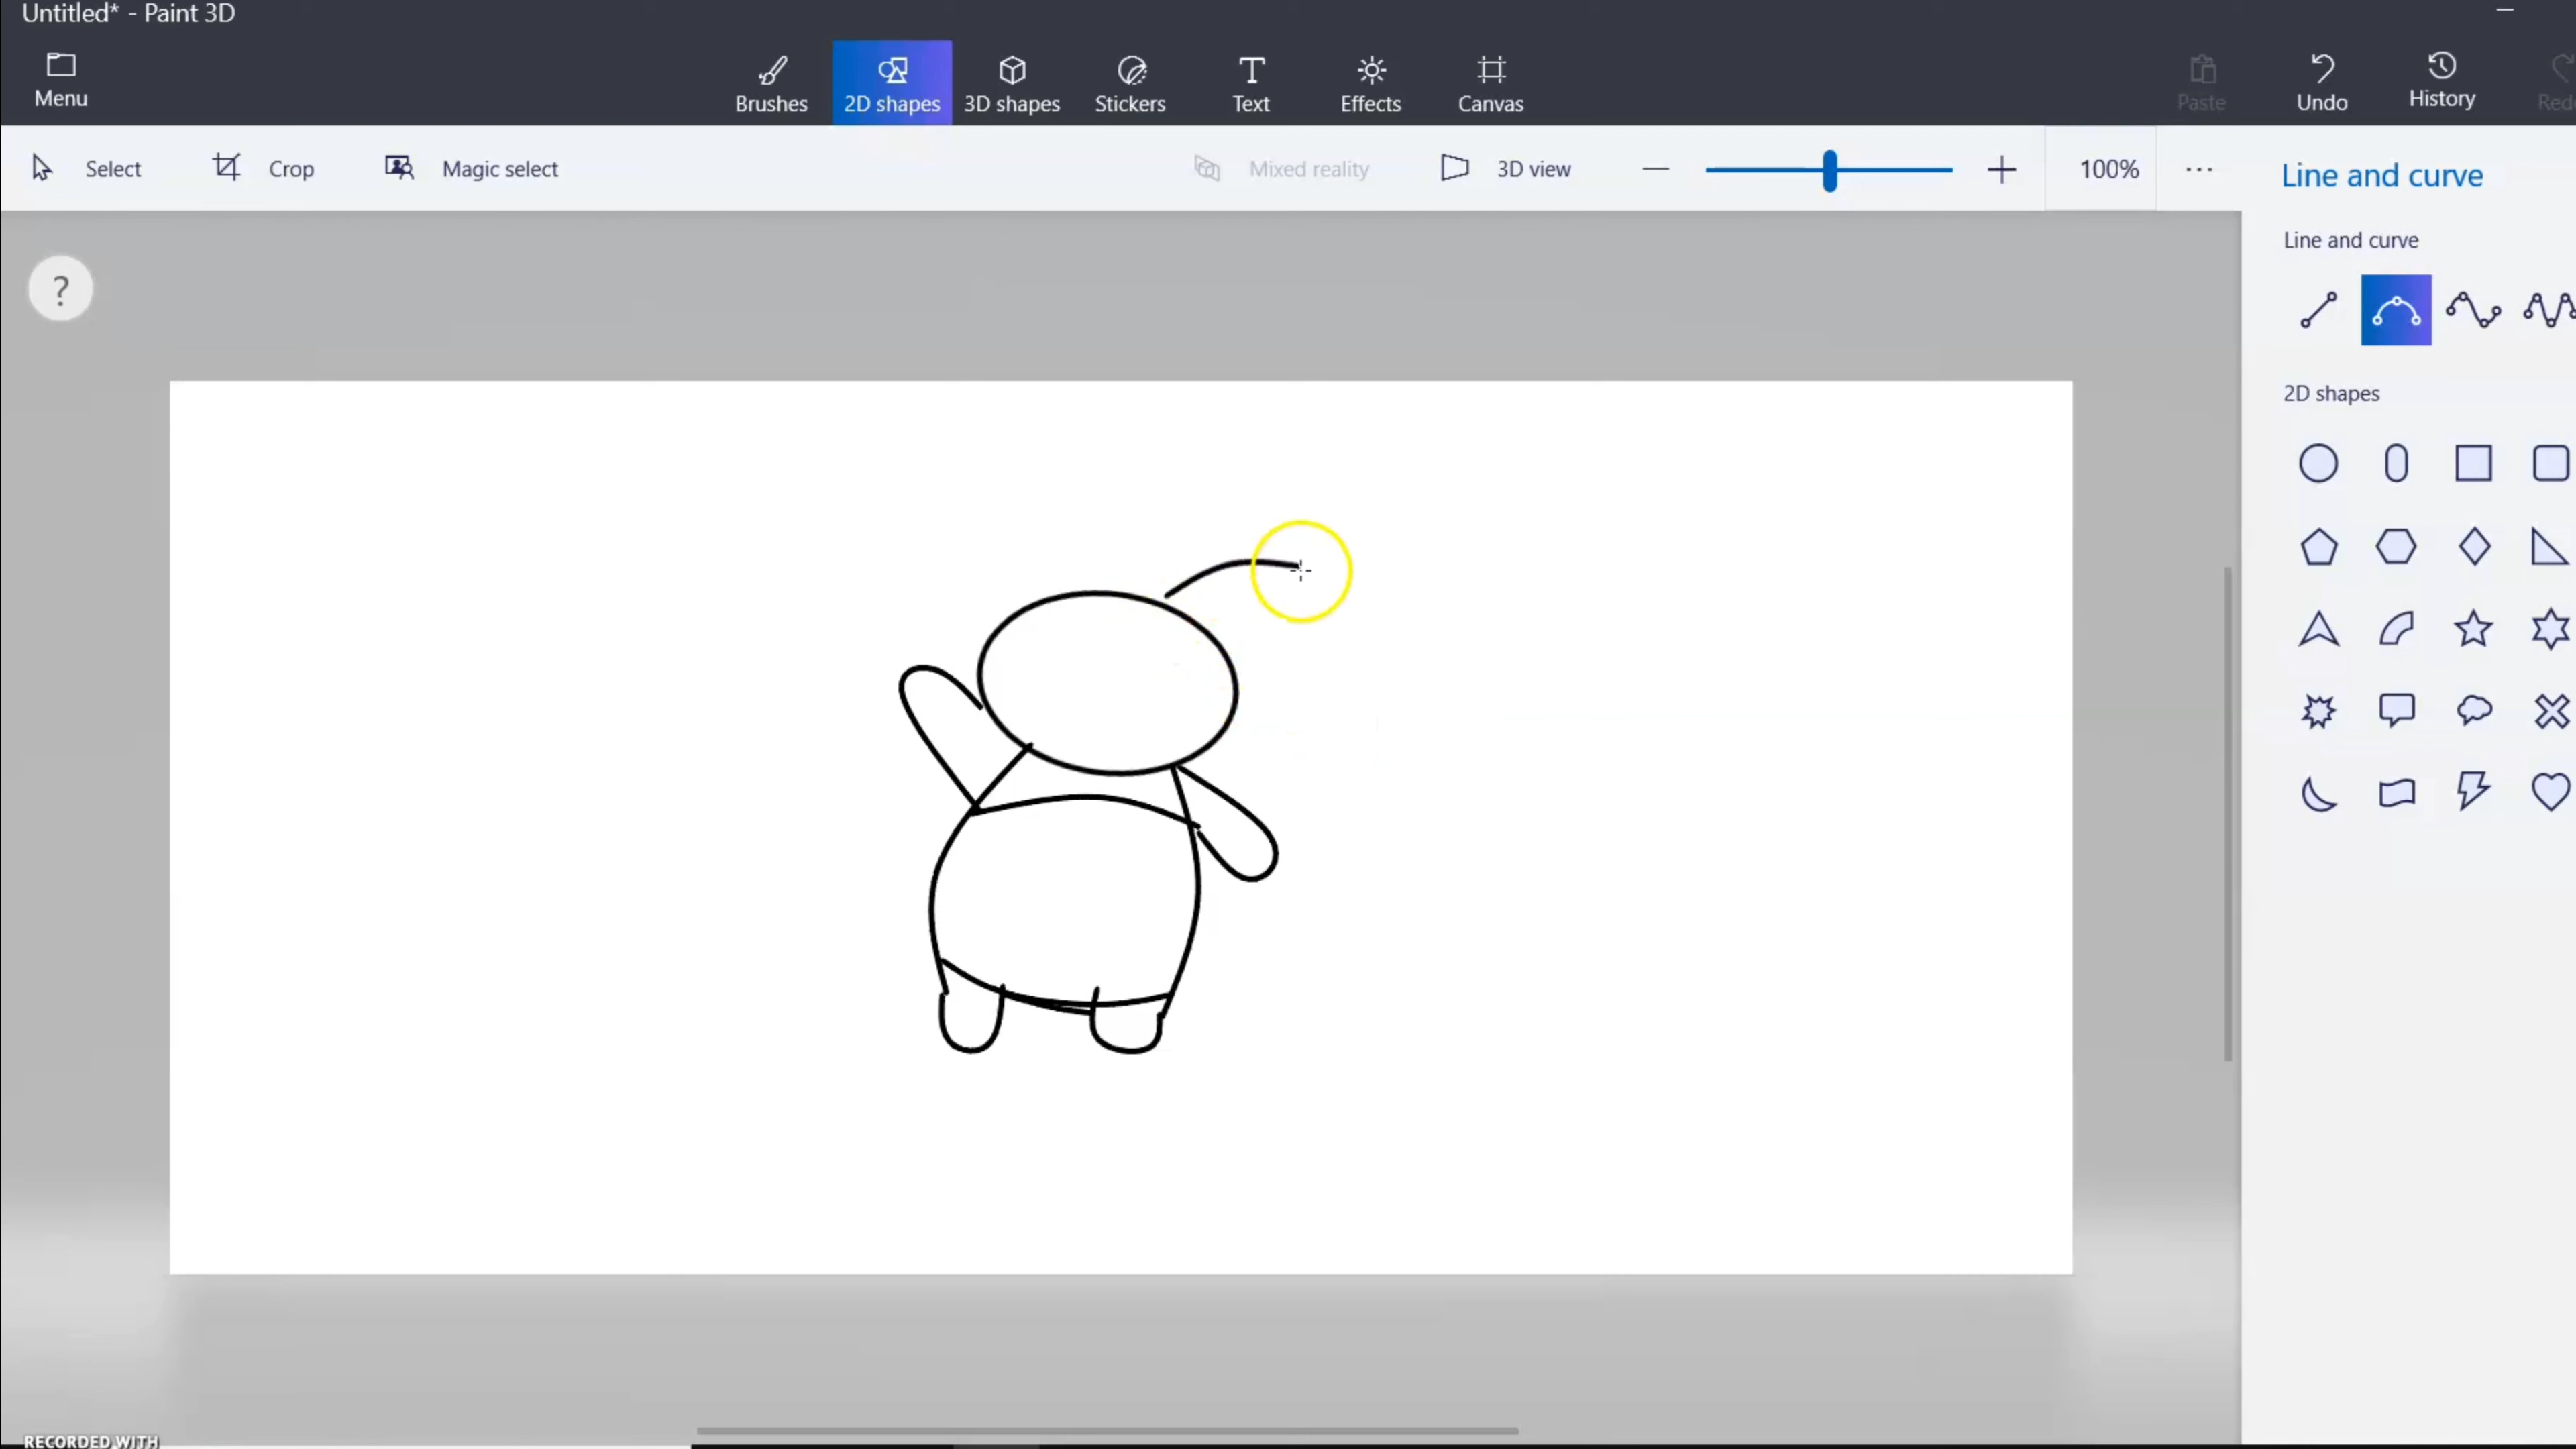 Untitled* - Paint 3D
Menu
Brushes
2D shapes
3D shapes
Stickers
Text
Effects
Canvas
Paste
Undo
History
Select
Crop
Magic select
Mixed reality
3D view
100%
Line and curve
?
Line and curve
2D shapes
RECORDED WITH